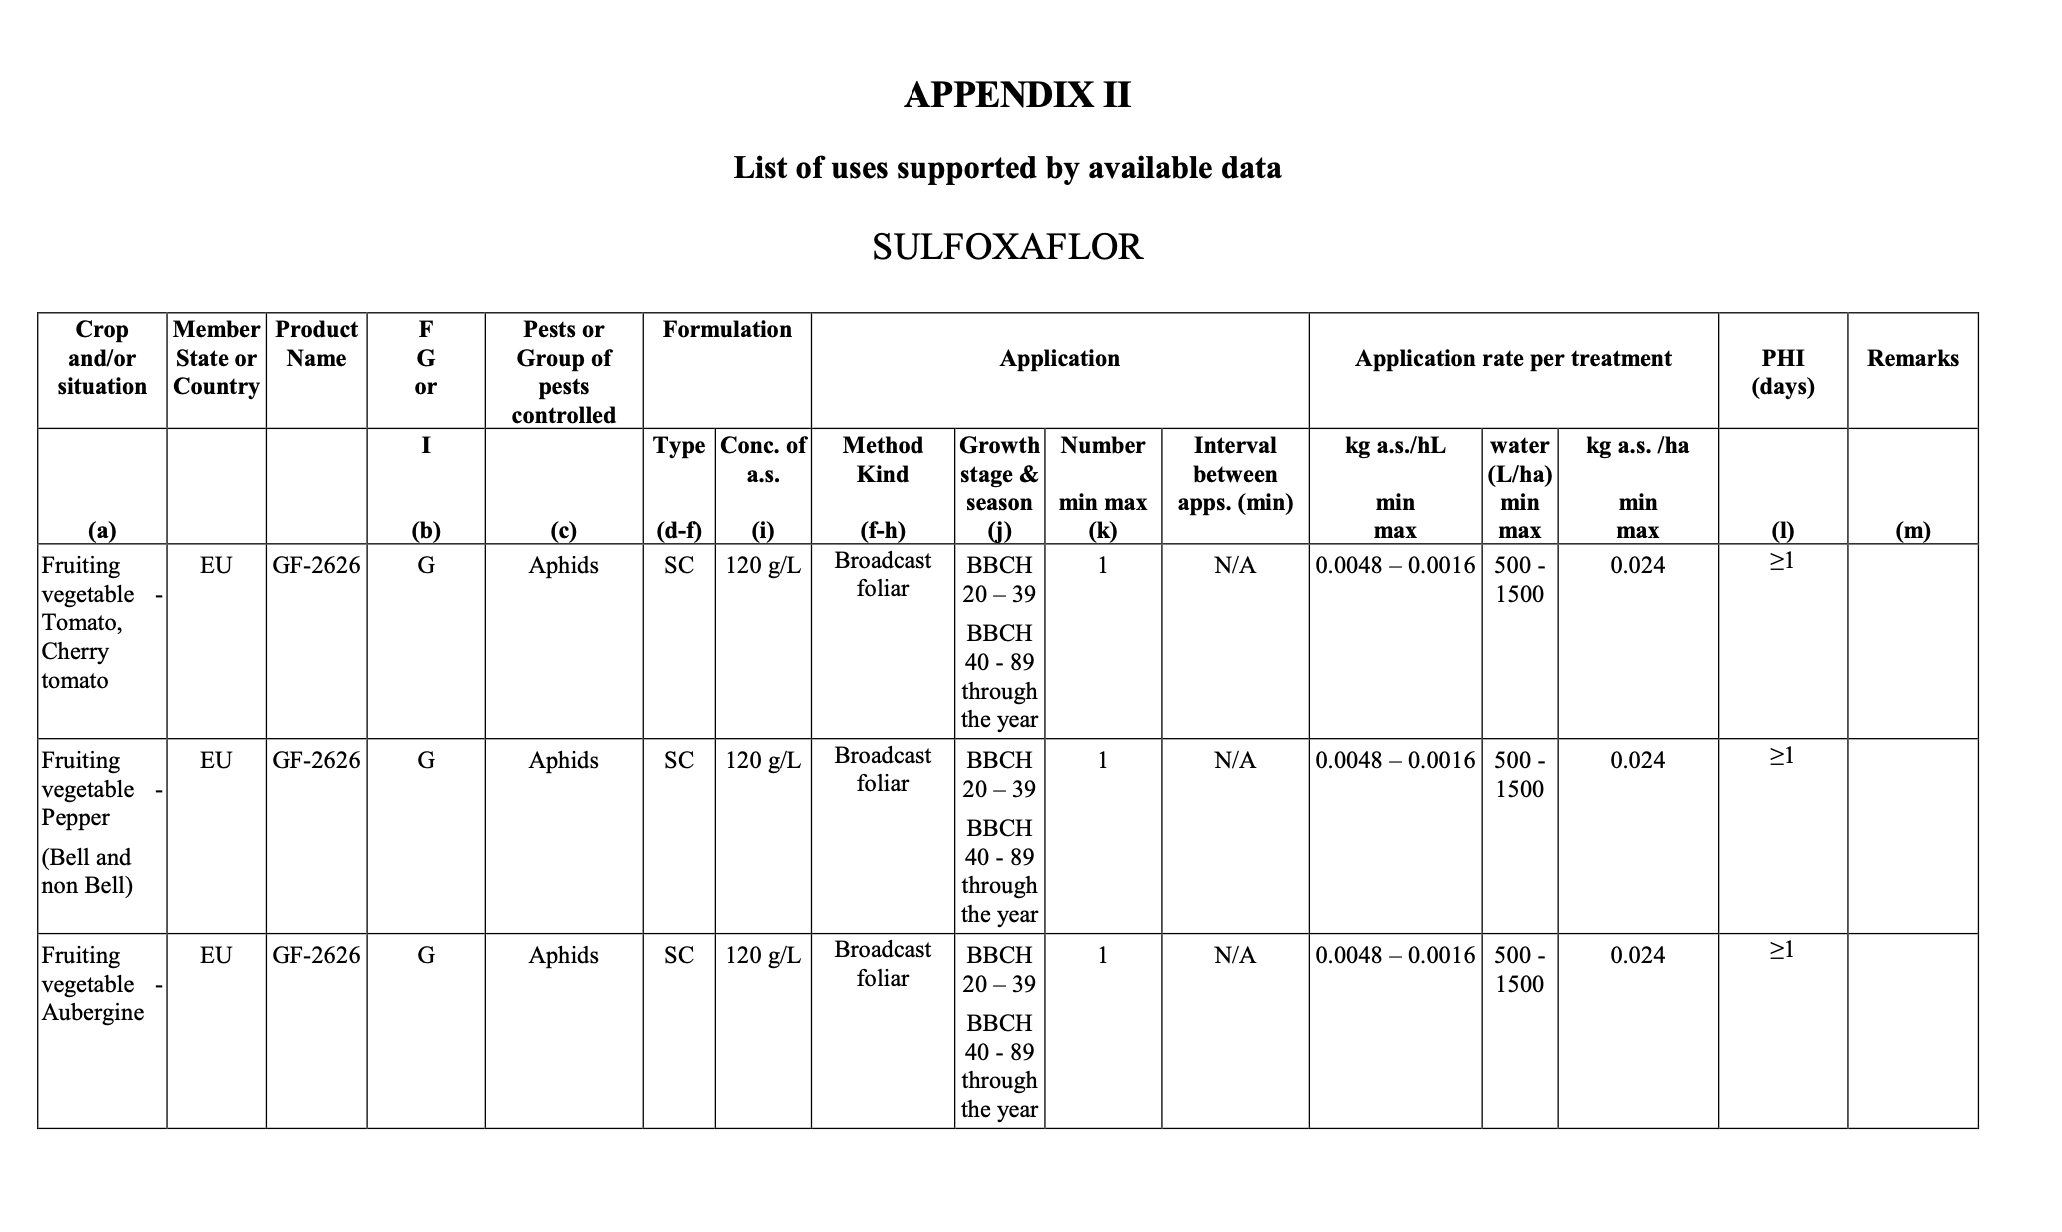 APPENDIX II
List of uses supported by available data
SULFOXAFLOR
Crop and/or situation | Member State or Country | Product Name | F G or | Pests or Group of pests controlled | Formulation | Application | Application rate per treatment | PHI (days) | Remarks
(a) | I (b) | (c) | Type (d-f) | Conc. of a.s. (i) | Method Kind (f-h) | Growth stage & season (j) | Number min max (k) | Interval between apps. (min) | kg a.s./hL min max | water (L/ha) min max | kg a.s. /ha min max | (l) | (m)
Fruiting vegetable - Tomato, Cherry tomato | EU | GF-2626 | G | Aphids | SC | 120 g/L | Broadcast foliar | BBCH 20 – 39 BBCH 40 - 89 through the year | 1 | N/A | 0.0048 – 0.0016 | 500 - 1500 | 0.024 | ≥1
Fruiting vegetable - Pepper (Bell and non Bell) | EU | GF-2626 | G | Aphids | SC | 120 g/L | Broadcast foliar | BBCH 20 – 39 BBCH 40 - 89 through the year | 1 | N/A | 0.0048 – 0.0016 | 500 - 1500 | 0.024 | ≥1
Fruiting vegetable - Aubergine | EU | GF-2626 | G | Aphids | SC | 120 g/L | Broadcast foliar | BBCH 20 – 39 BBCH 40 - 89 through the year | 1 | N/A | 0.0048 – 0.0016 | 500 - 1500 | 0.024 | ≥1